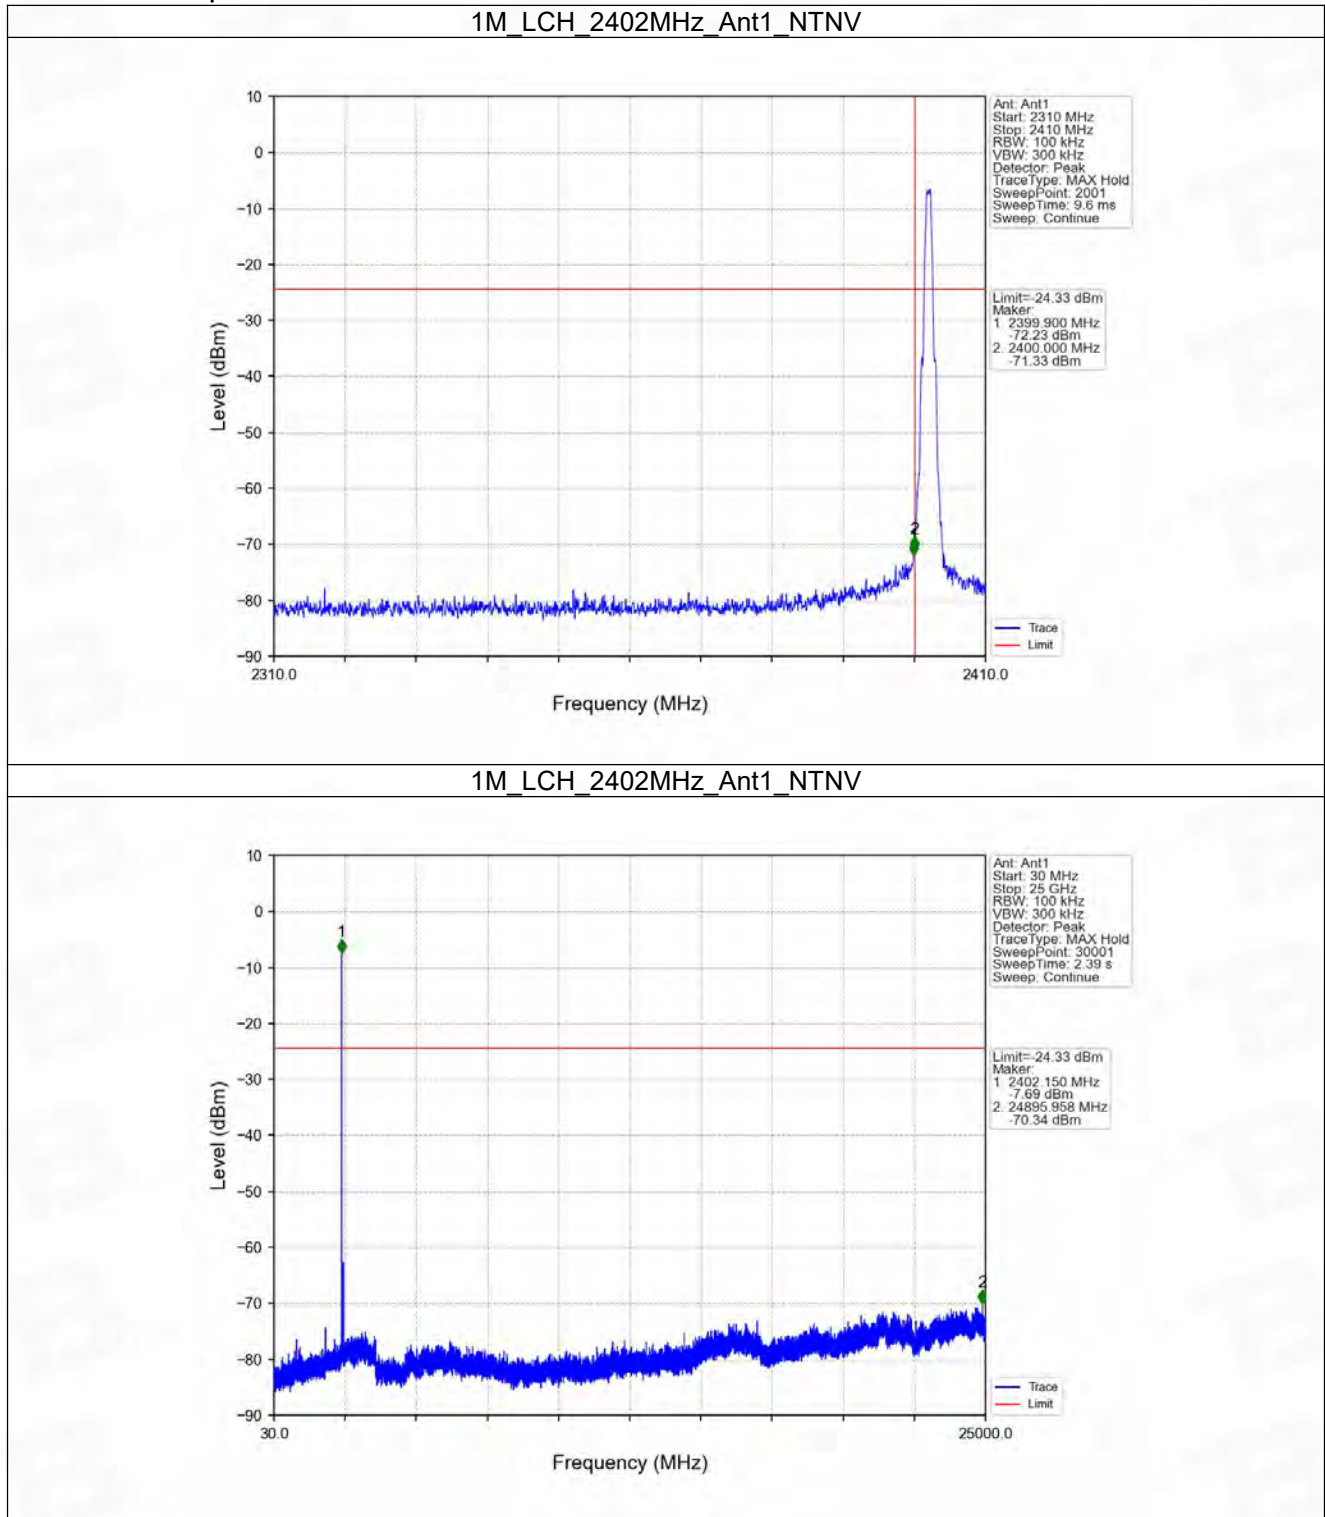 1M_LCH_2402MHz_Ant1_NTNV
10
0
−10
−20
−30
−40
−50
−60
−70
−80
−90
Level (dBm)
2
2310.0
2410.0
Frequency (MHz)
Ant: Ant1
Start: 2310 MHz
Stop: 2410 MHz
RBW: 100 kHz
VBW: 300 kHz
Detector: Peak
TraceType: MAX Hold
SweepPoint: 2001
SweepTime: 9.6 ms
Sweep: Continue
Limit=-24.33 dBm
Maker:
1. 2399.900 MHz
-72.23 dBm
2. 2400.000 MHz
-71.33 dBm
Trace
Limit
1M_LCH_2402MHz_Ant1_NTNV
10
0
−10
−20
−30
−40
−50
−60
−70
−80
−90
Level (dBm)
1
2
30.0
25000.0
Frequency (MHz)
Ant: Ant1
Start: 30 MHz
Stop: 25 GHz
RBW: 100 kHz
VBW: 300 kHz
Detector: Peak
TraceType: MAX Hold
SweepPoint: 30001
SweepTime: 2.39 s
Sweep: Continue
Limit=-24.33 dBm
Maker:
1. 2402.150 MHz
-7.69 dBm
2. 24895.958 MHz
-70.34 dBm
Trace
Limit